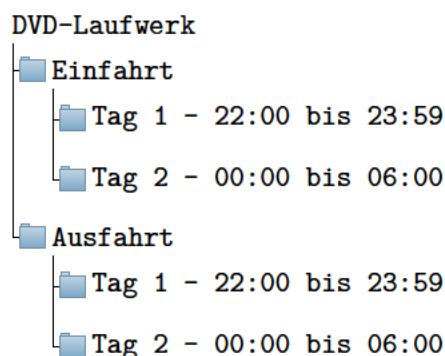 DVD-Laufwerk
Einfahrt
Tag 1 - 22:00 bis 23:59
Tag 2 - 00:00 bis 06:00
Ausfahrt
Tag 1 - 22:00 bis 23:59
Tag 2 - 00:00 bis 06:00